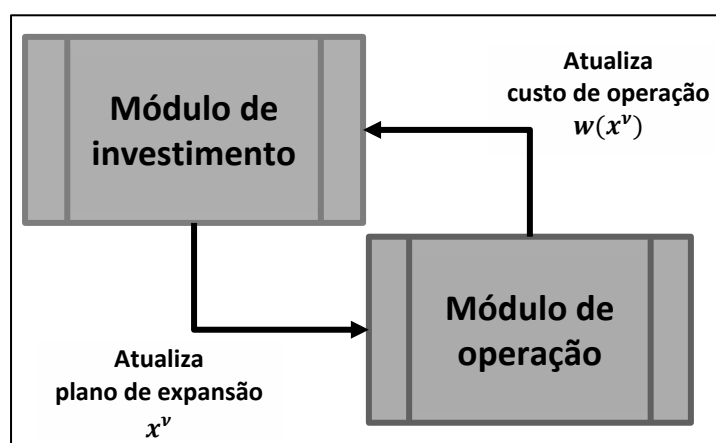 Módulo de
investimento
Atualiza
custo de operação
w(x^ν)
Módulo de
operação
Atualiza
plano de expansão
x^ν